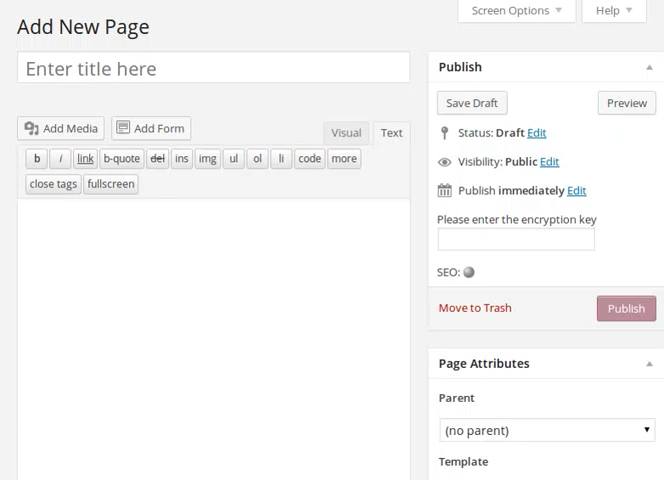 Screen Options
Help
Add New Page
Enter title here
Add Media
Add Form
Visual
Text
b
i
link
b-quote
del
ins
img
ul
ol
li
code
more
close tags
fullscreen
Publish
Save Draft
Preview
Status: Draft Edit
Visibility: Public Edit
Publish immediately Edit
Please enter the encryption key
SEO:
Move to Trash
Publish
Page Attributes
Parent
(no parent)
Template